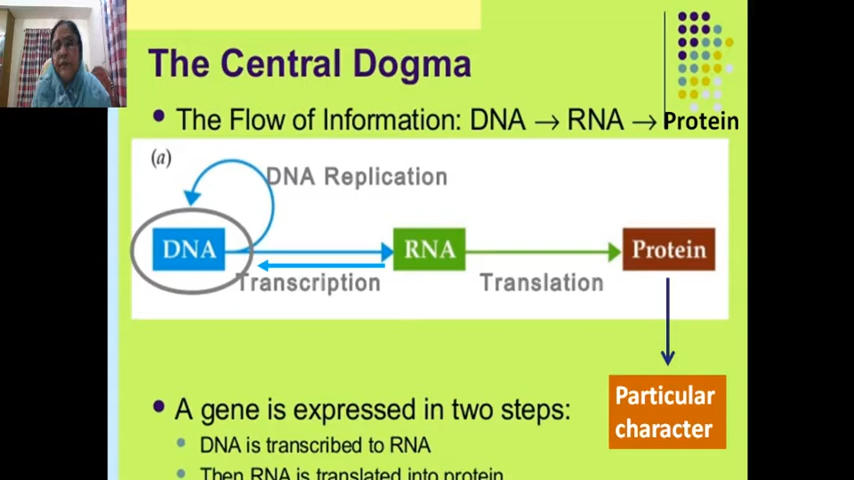 The Central Dogma
• The Flow of Information: DNA → RNA → Protein
(a)
DNA Replication
DNA
RNA
Protein
Transcription
Translation
Particular
character
• A gene is expressed in two steps:
• DNA is transcribed to RNA
• Then RNA is translated into protein